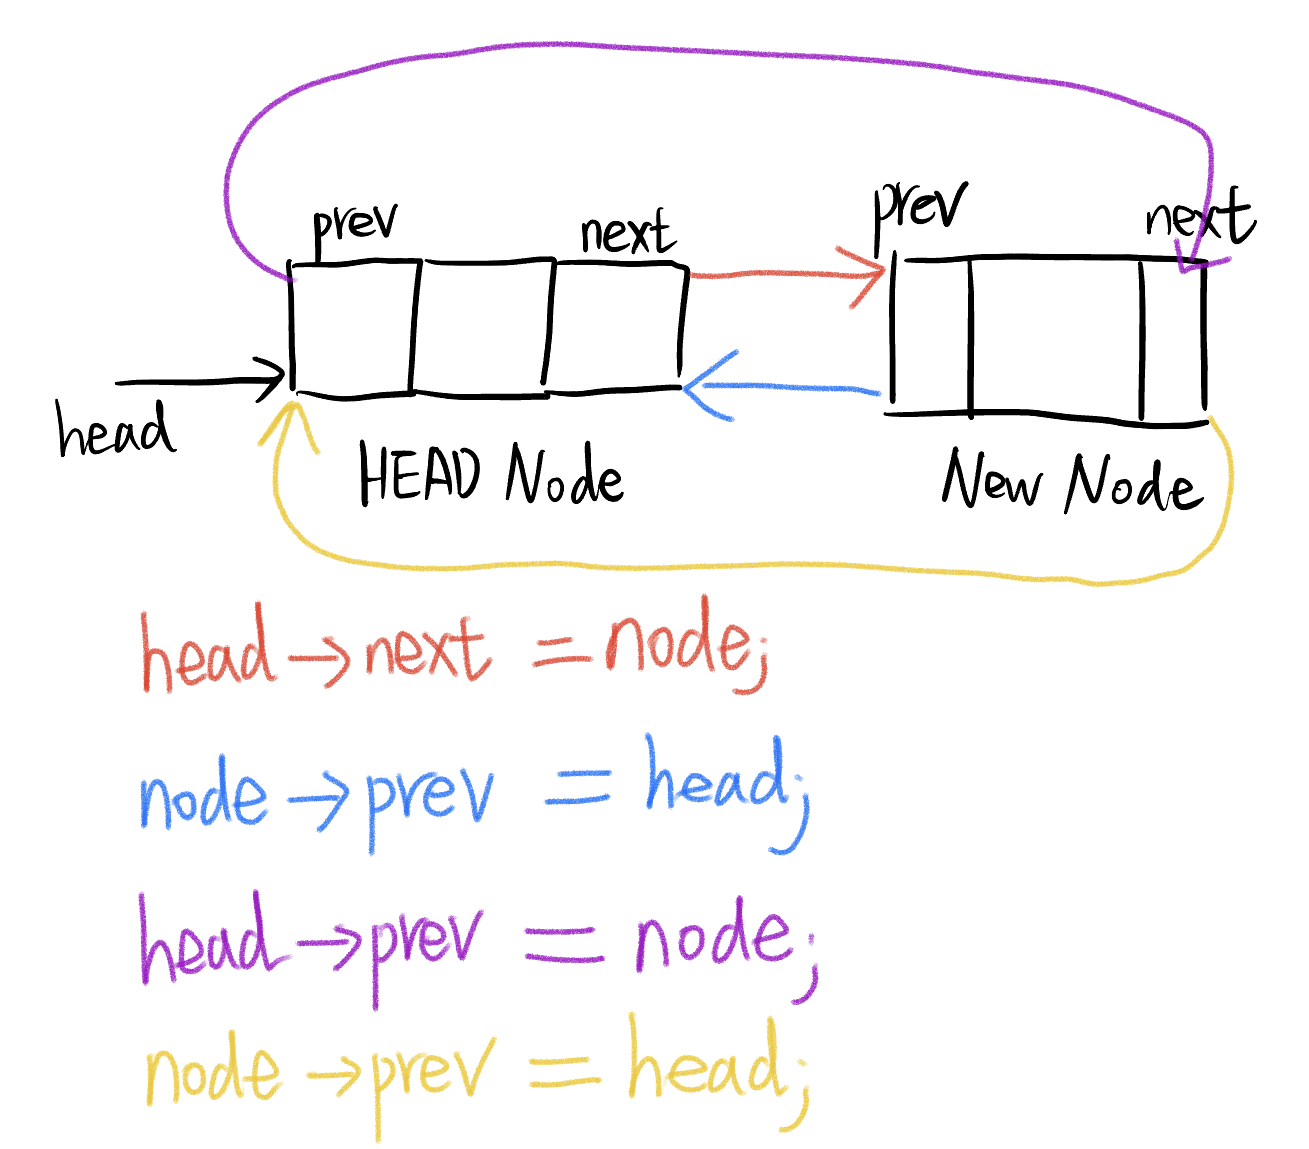 prev next prev next
head
HEAD Node New Node
head→next = node;
node→prev = head;
head→prev = node;
node→prev = head;